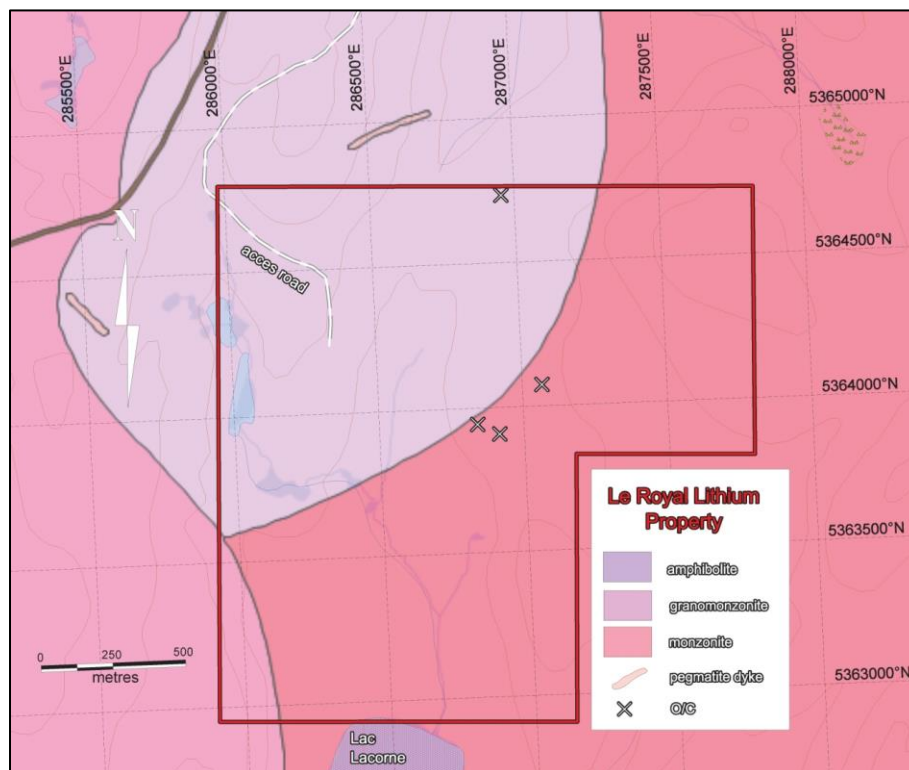 285500°E
286000°E
286500°E
287000°E
287500°E
288000°E
5365000°N
5364500°N
5364000°N
5363500°N
5363000°N
N
acces road
Le Royal Lithium
Property
amphibolite
granomonzonite
monzonite
pegmatite dyke
O/C
0 250 500
metres
Lac
Lacorne